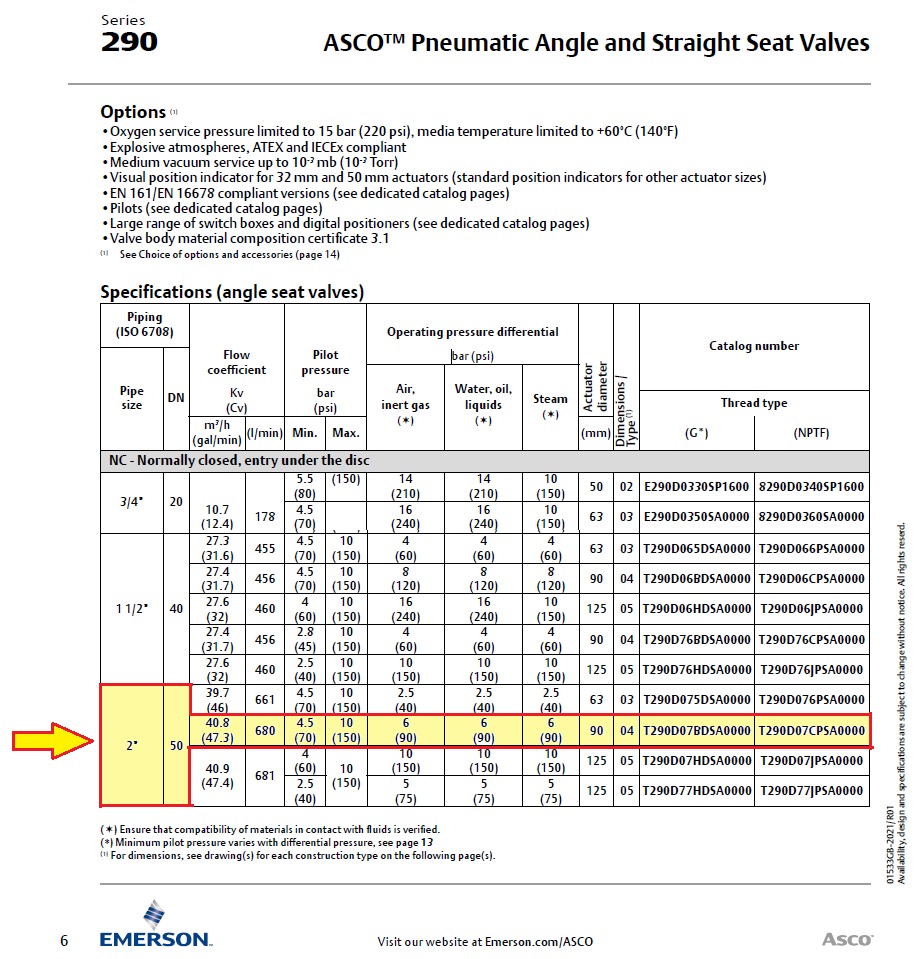 Series
290
ASCO™ Pneumatic Angle and Straight Seat Valves
Options (1)
• Oxygen service pressure limited to 15 bar (220 psi), media temperature limited to +60°C (140°F)
• Explosive atmospheres, ATEX and IECEx compliant
• Medium vacuum service up to 10-3 mb (10-3 Torr)
• Visual position indicator for 32 mm and 50 mm actuators (standard position indicators for other actuator sizes)
• EN 161/EN 16678 compliant versions (see dedicated catalog pages)
• Pilots (see dedicated catalog pages)
• Large range of switch boxes and digital positioners (see dedicated catalog pages)
• Valve body material composition certificate 3.1
(1) See Choice of options and accessories (page 14)
Specifications (angle seat valves)
Piping (ISO 6708) Flow coefficient Pilot pressure Operating pressure differential Actuator diameter Dimensions / Type (1) Catalog number
bar (psi)
Pipe size DN Kv (Cv) bar (psi) Air, inert gas (✶) Water, oil, liquids (✶) Steam (✶) Thread type
m³/h (gal/min) (l/min) Min. Max. (mm) (G*) (NPTF)
NC - Normally closed, entry under the disc
3/4" 20 10.7 (12.4) 178 5.5 (80) (150) 14 (210) 14 (210) 10 (150) 50 02 E290D0330SP1600 8290D0340SP1600
4.5 (70) 16 (240) 16 (240) 10 (150) 63 03 E290D0350SA0000 8290D0360SA0000
1 1/2" 40 27.3 (31.6) 455 4.5 (70) 10 (150) 4 (60) 4 (60) 4 (60) 63 03 T290D065DSA0000 T290D066PSA0000
27.4 (31.7) 456 4.5 (70) 10 (150) 8 (120) 8 (120) 8 (120) 90 04 T290D06BDSA0000 T290D06CPSA0000
27.6 (32) 460 4 (60) 10 (150) 16 (240) 16 (240) 10 (150) 125 05 T290D06HDSA0000 T290D06JPSA0000
27.4 (31.7) 456 2.8 (45) 10 (150) 4 (60) 4 (60) 4 (60) 90 04 T290D76BDSA0000 T290D76CPSA0000
27.6 (32) 460 2.5 (40) 10 (150) 10 (150) 10 (150) 10 (150) 125 05 T290D76HDSA0000 T290D76JPSA0000
2" 50 39.7 (46) 661 4.5 (70) 10 (150) 2.5 (40) 2.5 (40) 2.5 (40) 63 03 T290D075DSA0000 T290D076PSA0000
40.8 (47.3) 680 4.5 (70) 10 (150) 6 (90) 6 (90) 6 (90) 90 04 T290D07BDSA0000 T290D07CPSA0000
40.9 (47.4) 681 4 (60) 10 (150) 10 (150) 10 (150) 10 (150) 125 05 T290D07HDSA0000 T290D07JPSA0000
2.5 (40) 5 (75) 5 (75) 5 (75) 125 05 T290D77HDSA0000 T290D77JPSA0000
(✶) Ensure that compatibility of materials in contact with fluids is verified.
(*) Minimum pilot pressure varies with differential pressure, see page 13
(1) For dimensions, see drawing(s) for each construction type on the following page(s).
01533GB-2021/R01
Availability, design and specifications are subject to change without notice. All rights reserd.
6
EMERSON™
Visit our website at Emerson.com/ASCO
Asco™